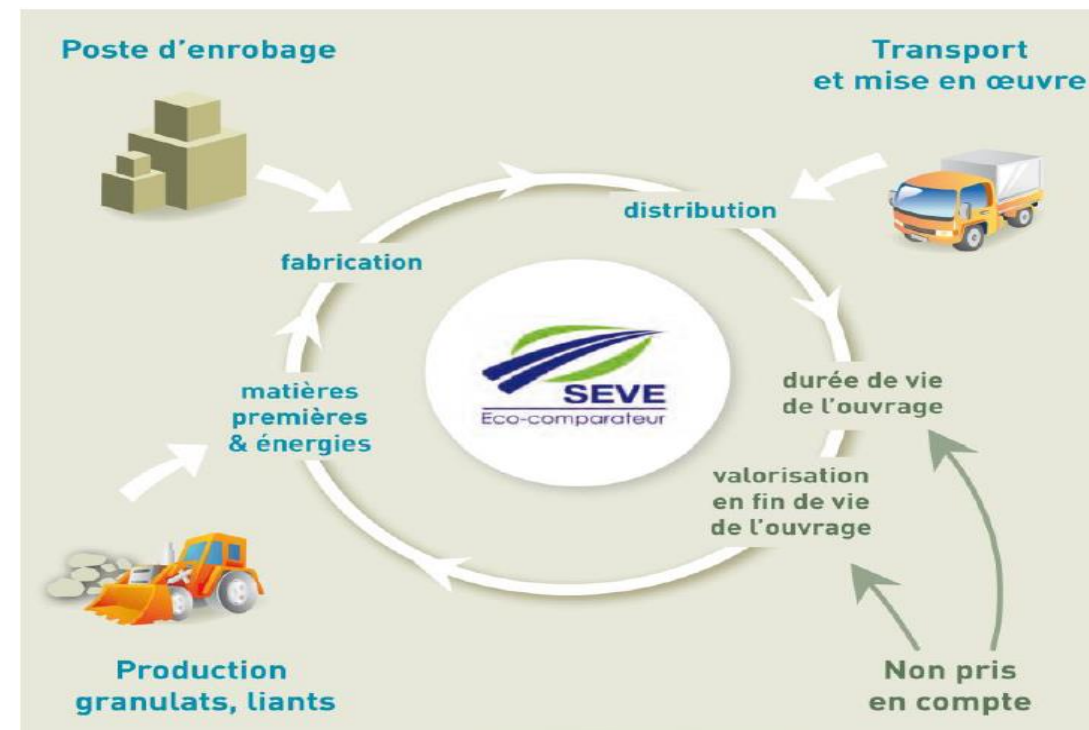 Poste d'enrobage
Transport
et mise en œuvre
distribution
fabrication
matières
premières
& énergies
SEVE
Eco-comparateur
durée de vie
de l'ouvrage
valorisation
en fin de vie
de l'ouvrage
Production
granulats, liants
Non pris
en compte